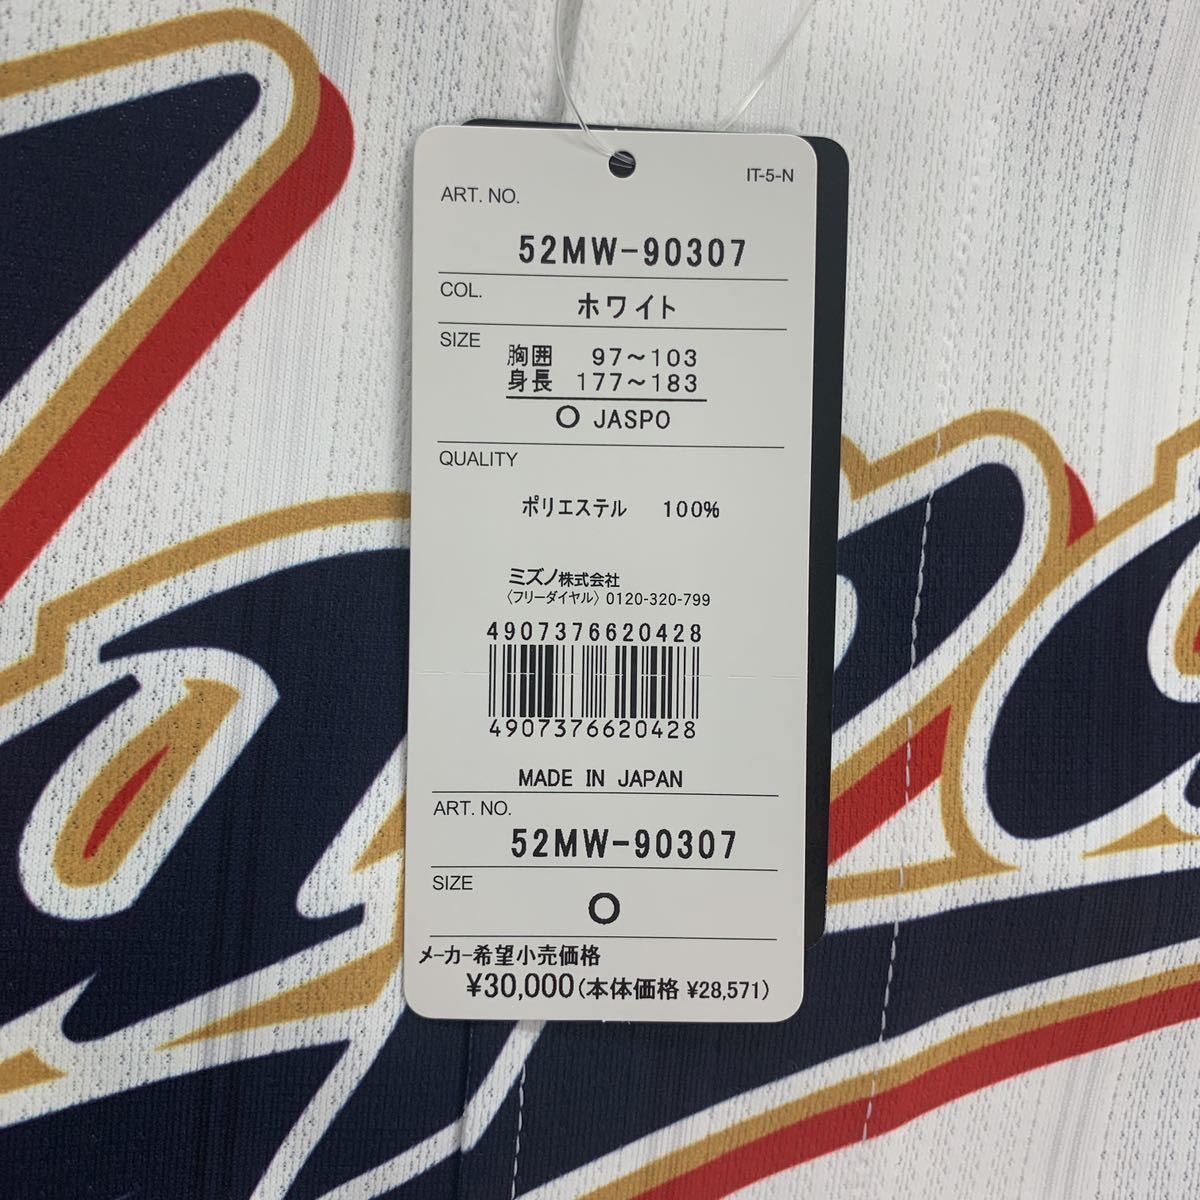 IT-5-N
ART. NO.
52MW-90307
COL.
ホワイト
SIZE
胸囲 97〜103
身長 177〜183
O JASPO
QUALITY
ポリエステル 100%
ミズノ株式会社
〈フリーダイヤル〉0120-320-799
4907376620428
4907376620428
MADE IN JAPAN
ART. NO.
52MW-90307
SIZE
O
メーカー希望小売価格
¥30,000(本体価格 ¥28,571)